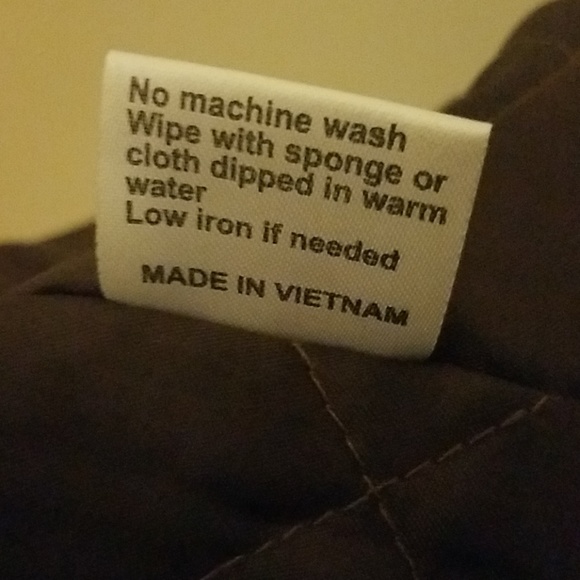 No machine wash
Wipe with sponge or
cloth dipped in warm
water
Low iron if needed
MADE IN VIETNAM